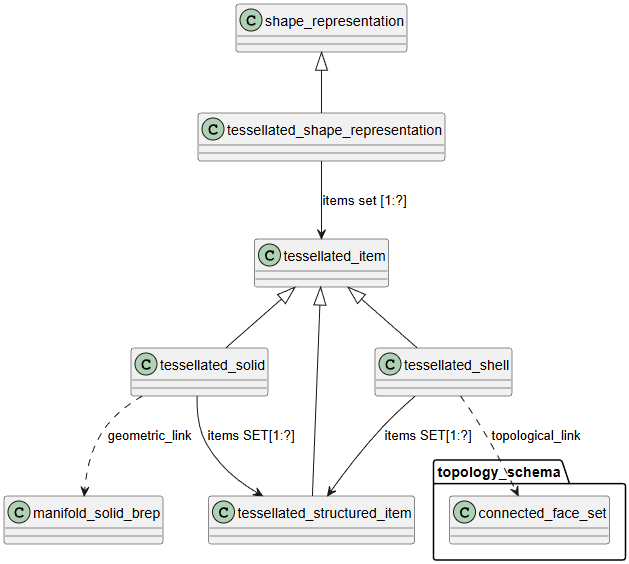 C shape_representation
C tessellated_shape_representation
items set [1:?]
C tessellated_item
C tessellated_solid
C tessellated_shell
geometric_link
items SET[1:?]
items SET[1:?]
topological_link
topology_schema
C manifold_solid_brep
C tessellated_structured_item
C connected_face_set